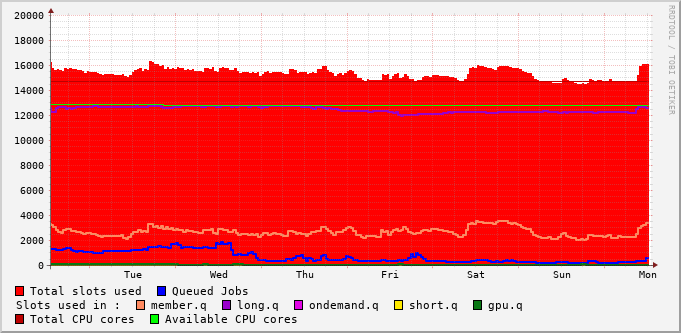 20000
18000
16000
14000
12000
10000
8000
6000
4000
2000
0
Tue Wed Thu Fri Sat Sun Mon
Total slots used Queued Jobs
Slots used in : member.q long.q ondemand.q short.q gpu.q
Total CPU cores Available CPU cores
RRDTOOL / TOBI OETIKER